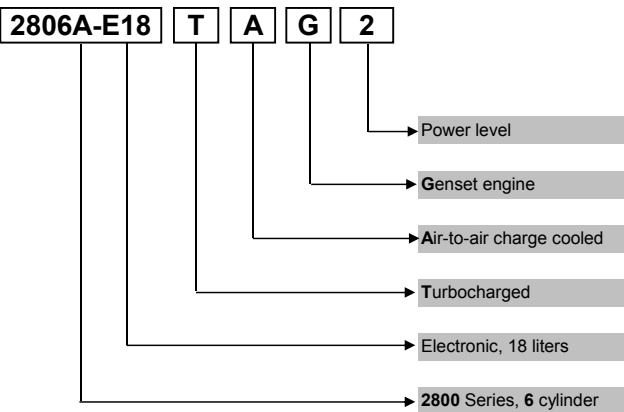 2806A-E18 T A G 2
Power level
Genset engine
Air-to-air charge cooled
Turbocharged
Electronic, 18 liters
2800 Series, 6 cylinder